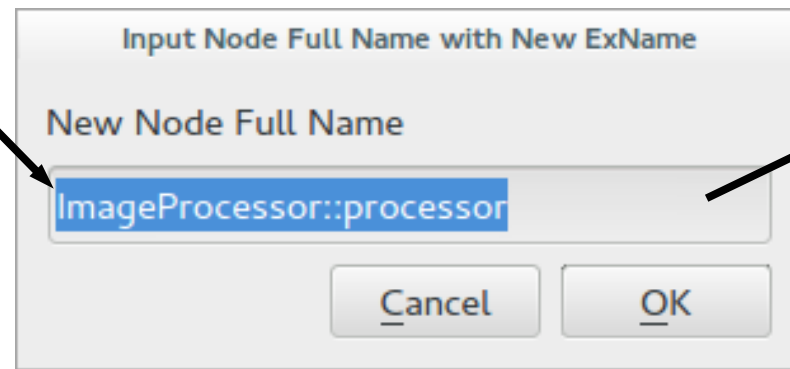 Input Node Full Name with New ExName
New Node Full Name
ImageProcessor::processor
Cancel OK